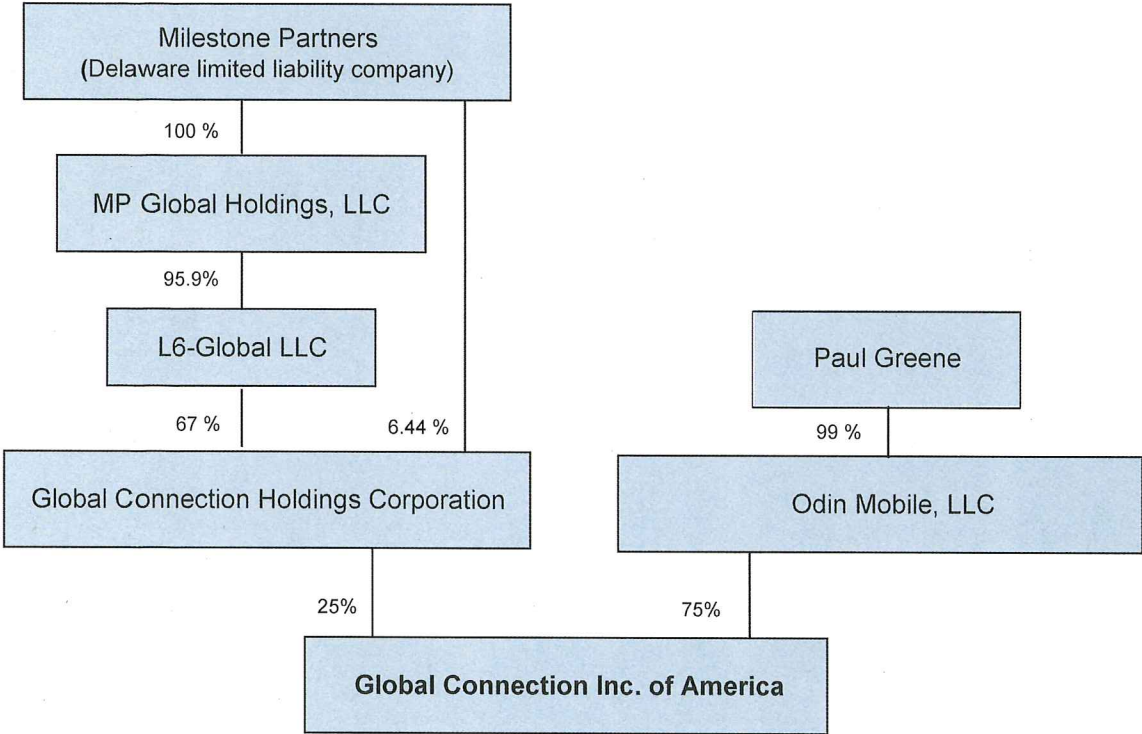 Milestone Partners
(Delaware limited liability company)
100 %
MP Global Holdings, LLC
95.9%
L6-Global LLC
Paul Greene
67 %
6.44 %
99 %
Global Connection Holdings Corporation
Odin Mobile, LLC
25%
75%
Global Connection Inc. of America